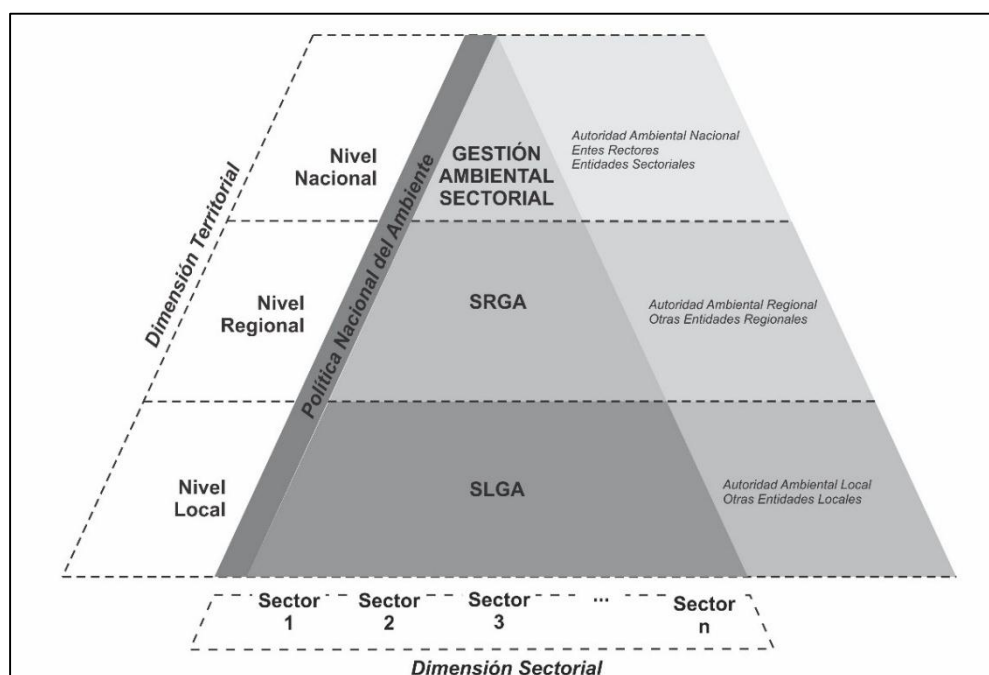 Dimensión Territorial
Nivel
Nacional
Política Nacional del Ambiente
GESTIÓN
AMBIENTAL
SECTORIAL
Autoridad Ambiental Nacional
Entes Rectores
Entidades Sectoriales
Nivel
Regional
SRGA
Autoridad Ambiental Regional
Otras Entidades Regionales
Nivel
Local
SLGA
Autoridad Ambiental Local
Otras Entidades Locales
Sector
1
Sector
2
Sector
3
...
Sector
n
Dimensión Sectorial